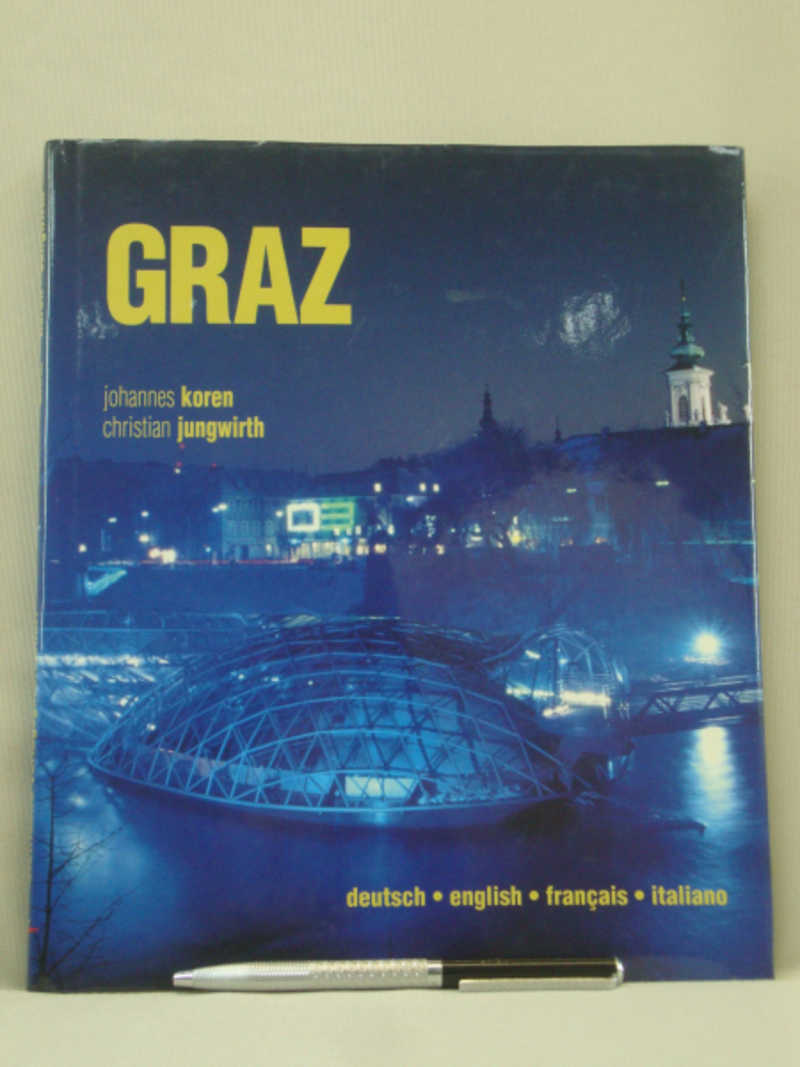 GRAZ
johannes koren
christian jungwirth
deutsch • english • français • italiano